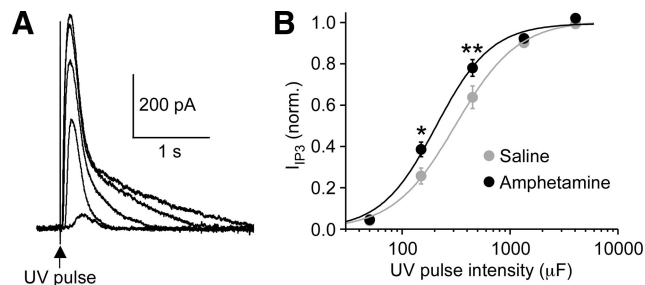 A
200 pA
1 s
UV pulse
B
I_IP3 (norm.)
1.0
0.8
0.6
0.4
0.2
0.0
*
**
Saline
Amphetamine
100
1000
10000
UV pulse intensity (μF)